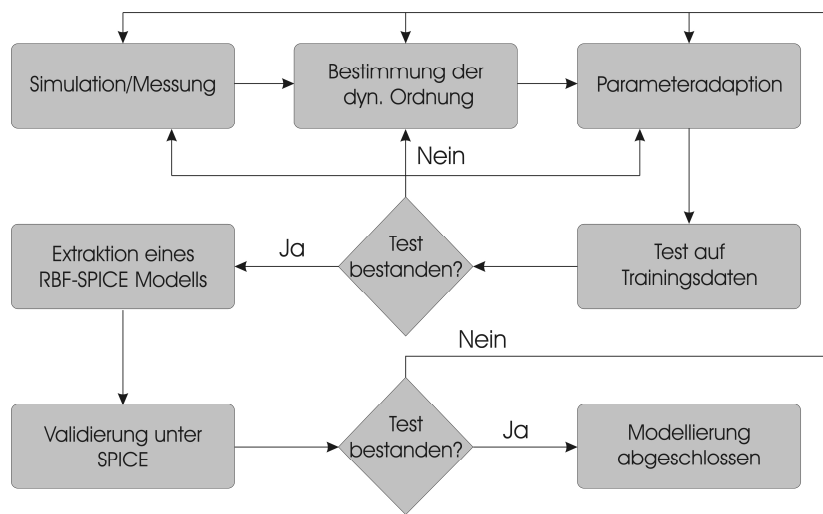 Simulation/Messung
Bestimmung der
dyn. Ordnung
Parameteradaption
Nein
Extraktion eines
RBF-SPICE Modells
Ja
Test
bestanden?
Test auf
Trainingsdaten
Nein
Validierung unter
SPICE
Test
bestanden?
Ja
Modellierung
abgeschlossen